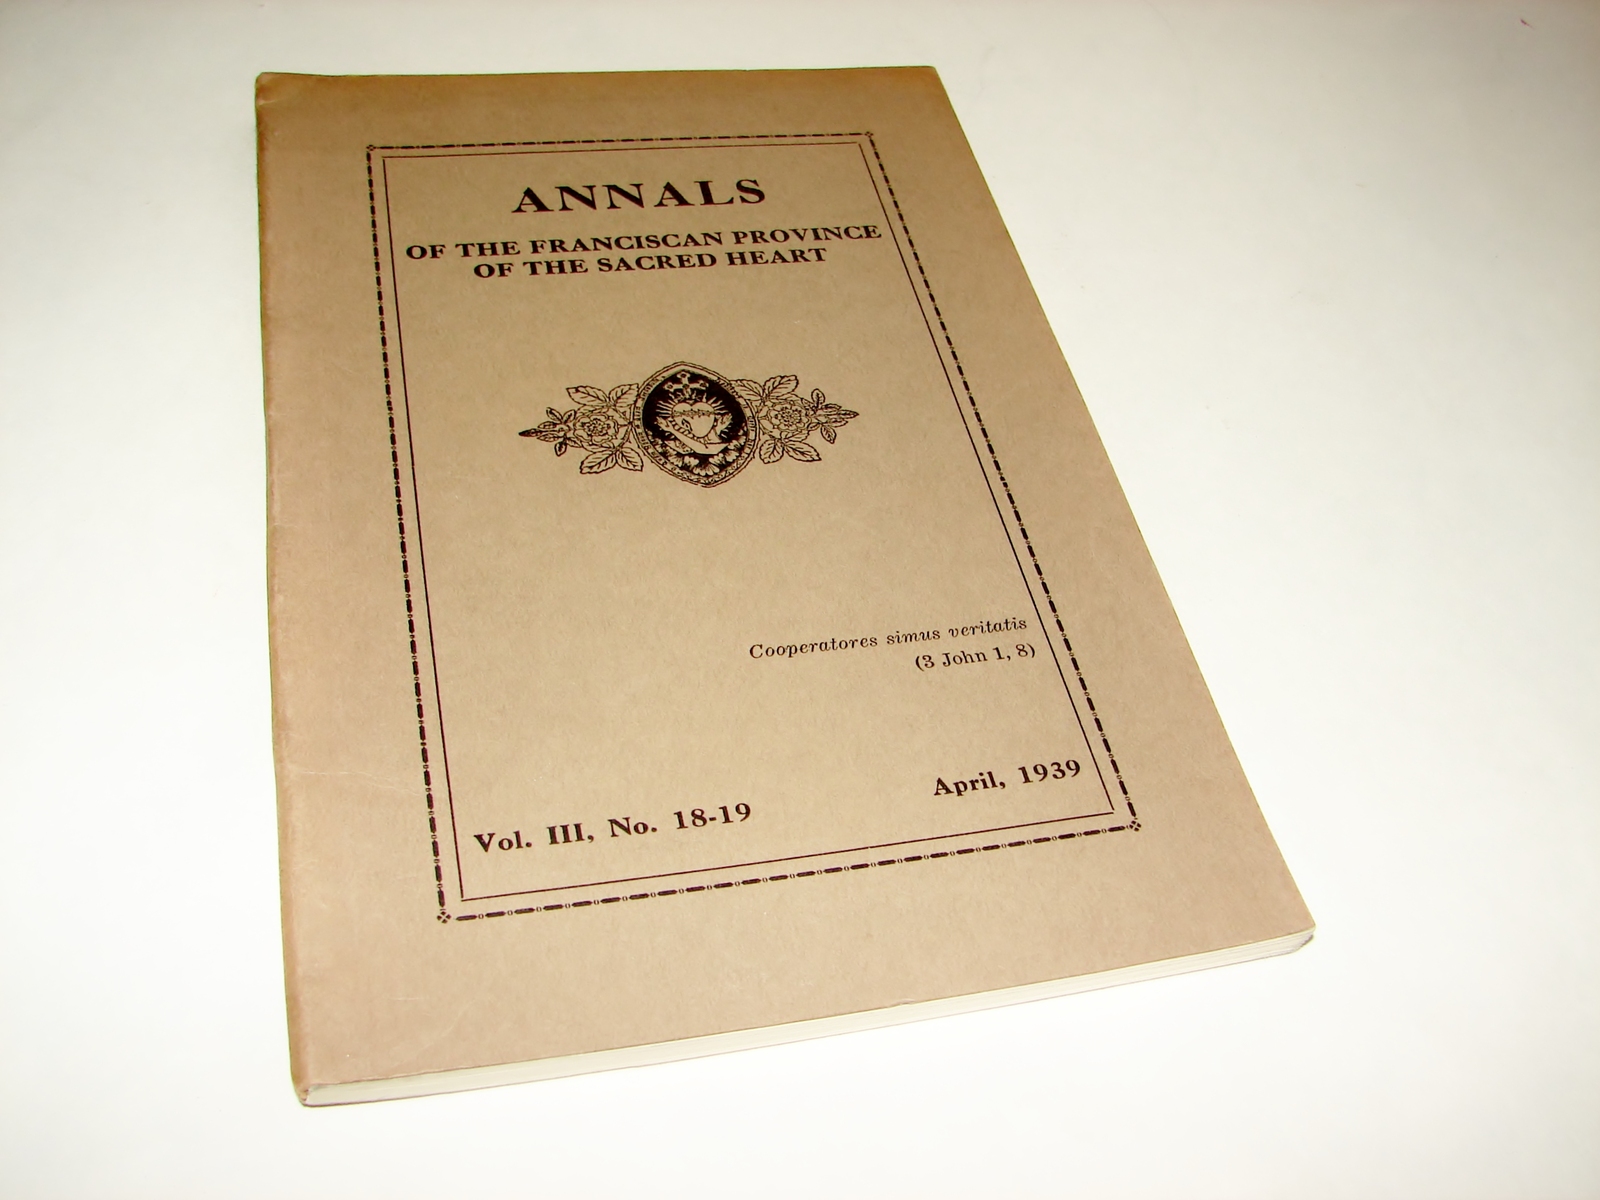 ANNALS
OF THE FRANCISCAN PROVINCE
OF THE SACRED HEART
Cooperatores simus veritatis
(3 John 1, 8)
Vol. III, No. 18-19
April, 1939